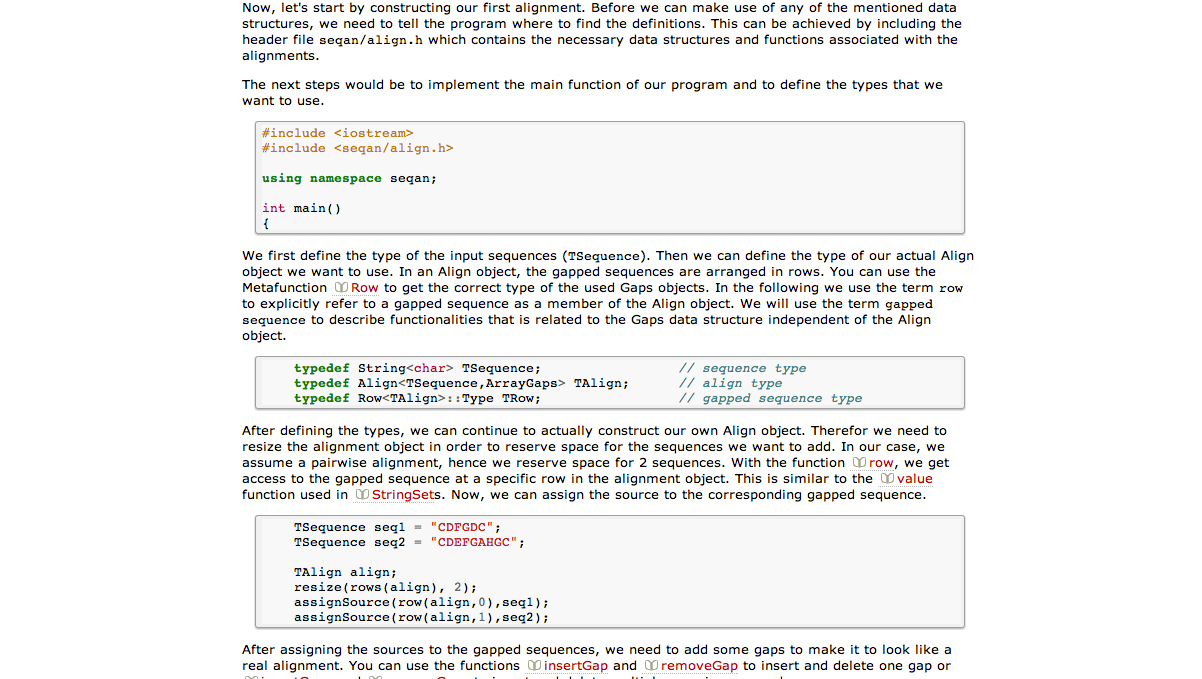 Now, let's start by constructing our first alignment. Before we can make use of any of the mentioned data
structures, we need to tell the program where to find the definitions. This can be achieved by including the
header file seqan/align.h which contains the necessary data structures and functions associated with the
alignments.
The next steps would be to implement the main function of our program and to define the types that we
want to use.
#include <iostream>
#include <seqan/align.h>
using namespace seqan;
int main()
{
We first define the type of the input sequences (TSequence). Then we can define the type of our actual Align
object we want to use. In an Align object, the gapped sequences are arranged in rows. You can use the
Metafunction Row to get the correct type of the used Gaps objects. In the following we use the term row
to explicitly refer to a gapped sequence as a member of the Align object. We will use the term gapped
sequence to describe functionalities that is related to the Gaps data structure independent of the Align
object.
typedef String<char> TSequence; // sequence type
typedef Align<TSequence,ArrayGaps> TAlign; // align type
typedef Row<TAlign>::Type TRow; // gapped sequence type
After defining the types, we can continue to actually construct our own Align object. Therefor we need to
resize the alignment object in order to reserve space for the sequences we want to add. In our case, we
assume a pairwise alignment, hence we reserve space for 2 sequences. With the function row, we get
access to the gapped sequence at a specific row in the alignment object. This is similar to the value
function used in StringSets. Now, we can assign the source to the corresponding gapped sequence.
TSequence seq1 = "CDFGDC";
TSequence seq2 = "CDEFGAHGC";
TAlign align;
resize(rows(align), 2);
assignSource(row(align,0),seq1);
assignSource(row(align,1),seq2);
After assigning the sources to the gapped sequences, we need to add some gaps to make it to look like a
real alignment. You can use the functions insertGap and removeGap to insert and delete one gap or